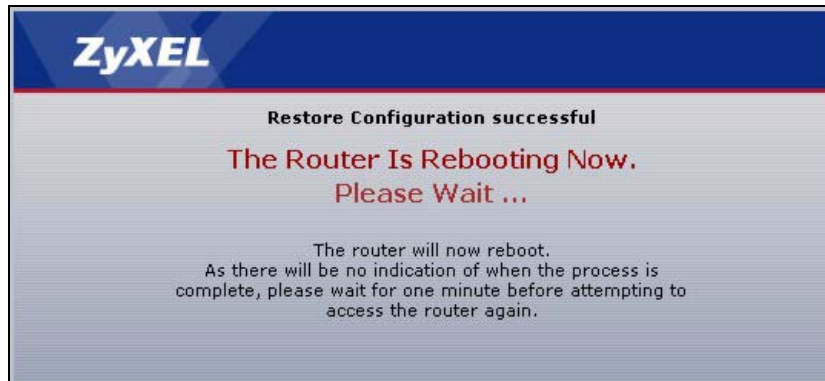 ZyXEL
Restore Configuration successful
The Router Is Rebooting Now.
Please Wait ...
The router will now reboot.
As there will be no indication of when the process is
complete, please wait for one minute before attempting to
access the router again.